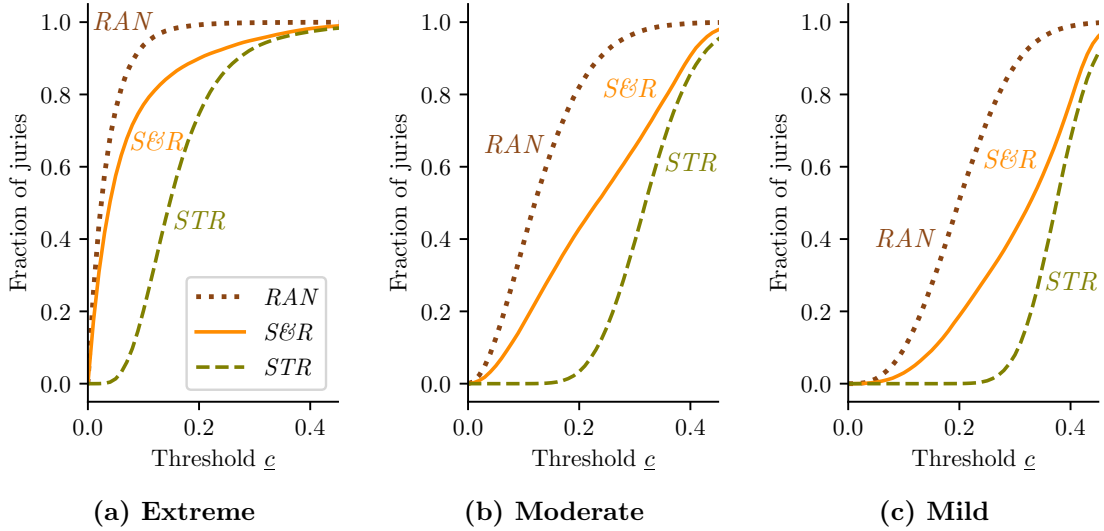 Fraction of juries
1.0
0.8
0.6
0.4
0.2
0.0
0.0 0.2 0.4
Threshold c
RAN
S&R
STR
RAN
S&R
STR
(a) Extreme
Fraction of juries
1.0
0.8
0.6
0.4
0.2
0.0
0.0 0.2 0.4
Threshold c
RAN
S&R
STR
(b) Moderate
Fraction of juries
1.0
0.8
0.6
0.4
0.2
0.0
0.0 0.2 0.4
Threshold c
RAN
S&R
STR
(c) Mild